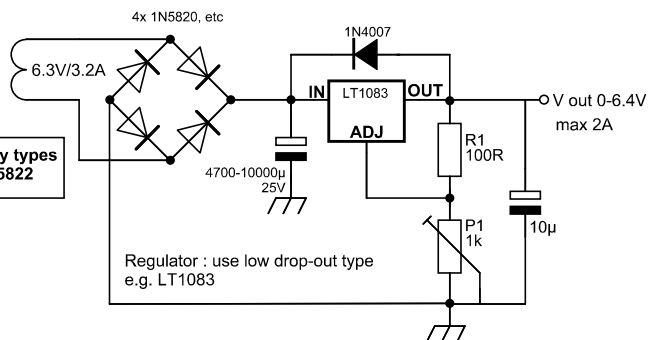 4x 1N5820, etc
1N4007
6.3V/3.2A
IN
LT1083
OUT
V out 0-6.4V
max 2A
ADJ
R1
100R
y types
5822
4700-10000µ
25V
P1
1k
10µ
Regulator : use low drop-out type
e.g. LT1083